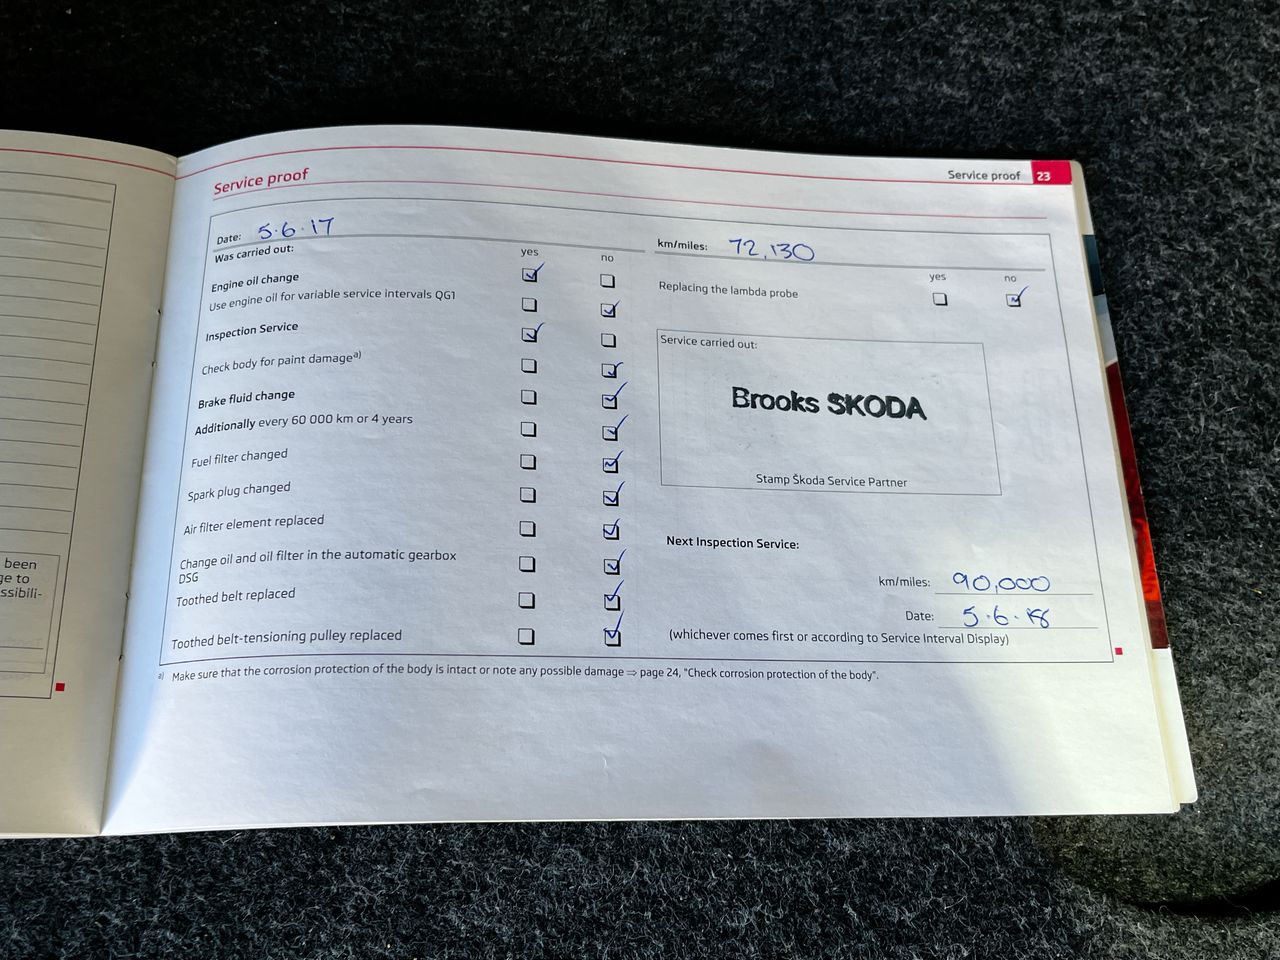 been
ge to
ssibili-
Service proof
Service proof 23
Date: 5.6.17
km/miles: 72,130
Was carried out:
yes
no
Engine oil change
Use engine oil for variable service intervals QG1
Inspection Service
Check body for paint damage a)
Brake fluid change
Additionally every 60 000 km or 4 years
Fuel filter changed
Spark plug changed
Air filter element replaced
Change oil and oil filter in the automatic gearbox
DSG
Toothed belt replaced
Toothed belt-tensioning pulley replaced
yes
no
Replacing the lambda probe
Service carried out:
Brooks SKODA
Stamp Škoda Service Partner
Next Inspection Service:
km/miles: 90,000
Date: 5.6.18
(whichever comes first or according to Service Interval Display)
a) Make sure that the corrosion protection of the body is intact or note any possible damage ⇒ page 24, "Check corrosion protection of the body".